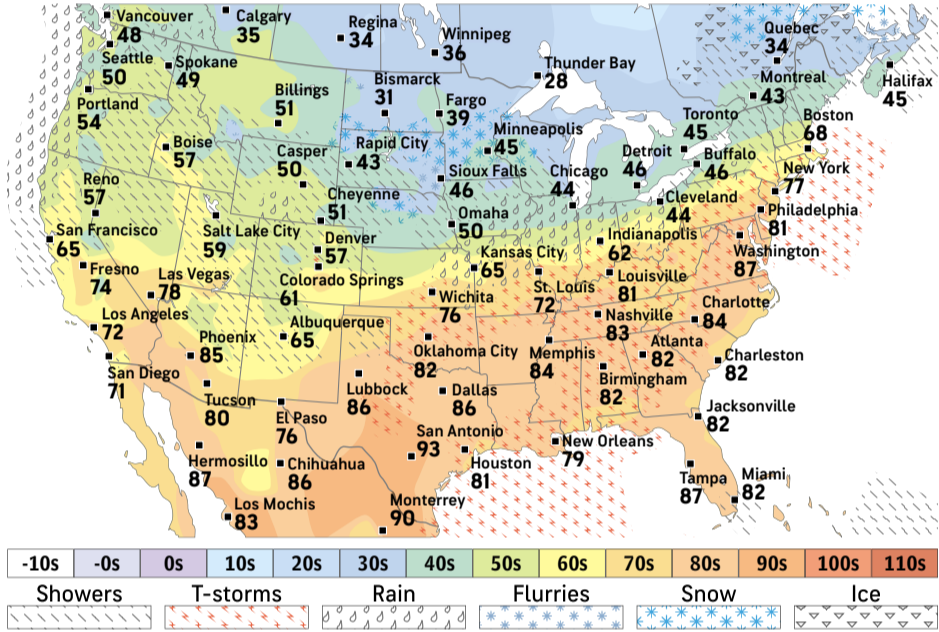 Vancouver
48
Calgary
35
Regina
34
Winnipeg
36
Quebec
34
Seattle
50
Spokane
49
Thunder Bay
28
Montreal
43
Halifax
45
Portland
54
Billings
51
Bismarck
31
Fargo
39
Minneapolis
45
Toronto
45
Boston
68
Boise
57
Casper
50
Rapid City
43
Sioux Falls
46
Chicago
44
Detroit
46
Buffalo
46
New York
77
Reno
57
Cheyenne
51
Omaha
50
Cleveland
44
Philadelphia
81
San Francisco
65
Salt Lake City
59
Denver
57
Kansas City
65
Indianapolis
62
Washington
87
Fresno
74
Las Vegas
78
Colorado Springs
61
Wichita
76
St. Louis
72
Louisville
81
Los Angeles
72
Phoenix
85
Albuquerque
65
Oklahoma City
82
Memphis
84
Nashville
83
Charlotte
84
Atlanta
82
Charleston
82
San Diego
71
Tucson
80
El Paso
76
Lubbock
86
Dallas
86
Birmingham
82
Jacksonville
82
Hermosillo
87
Chihuahua
86
San Antonio
93
Houston
81
New Orleans
79
Tampa
87
Miami
82
Los Mochis
83
Monterrey
90
-10s -0s 0s 10s 20s 30s 40s 50s 60s 70s 80s 90s 100s 110s
Showers T-storms Rain Flurries Snow Ice